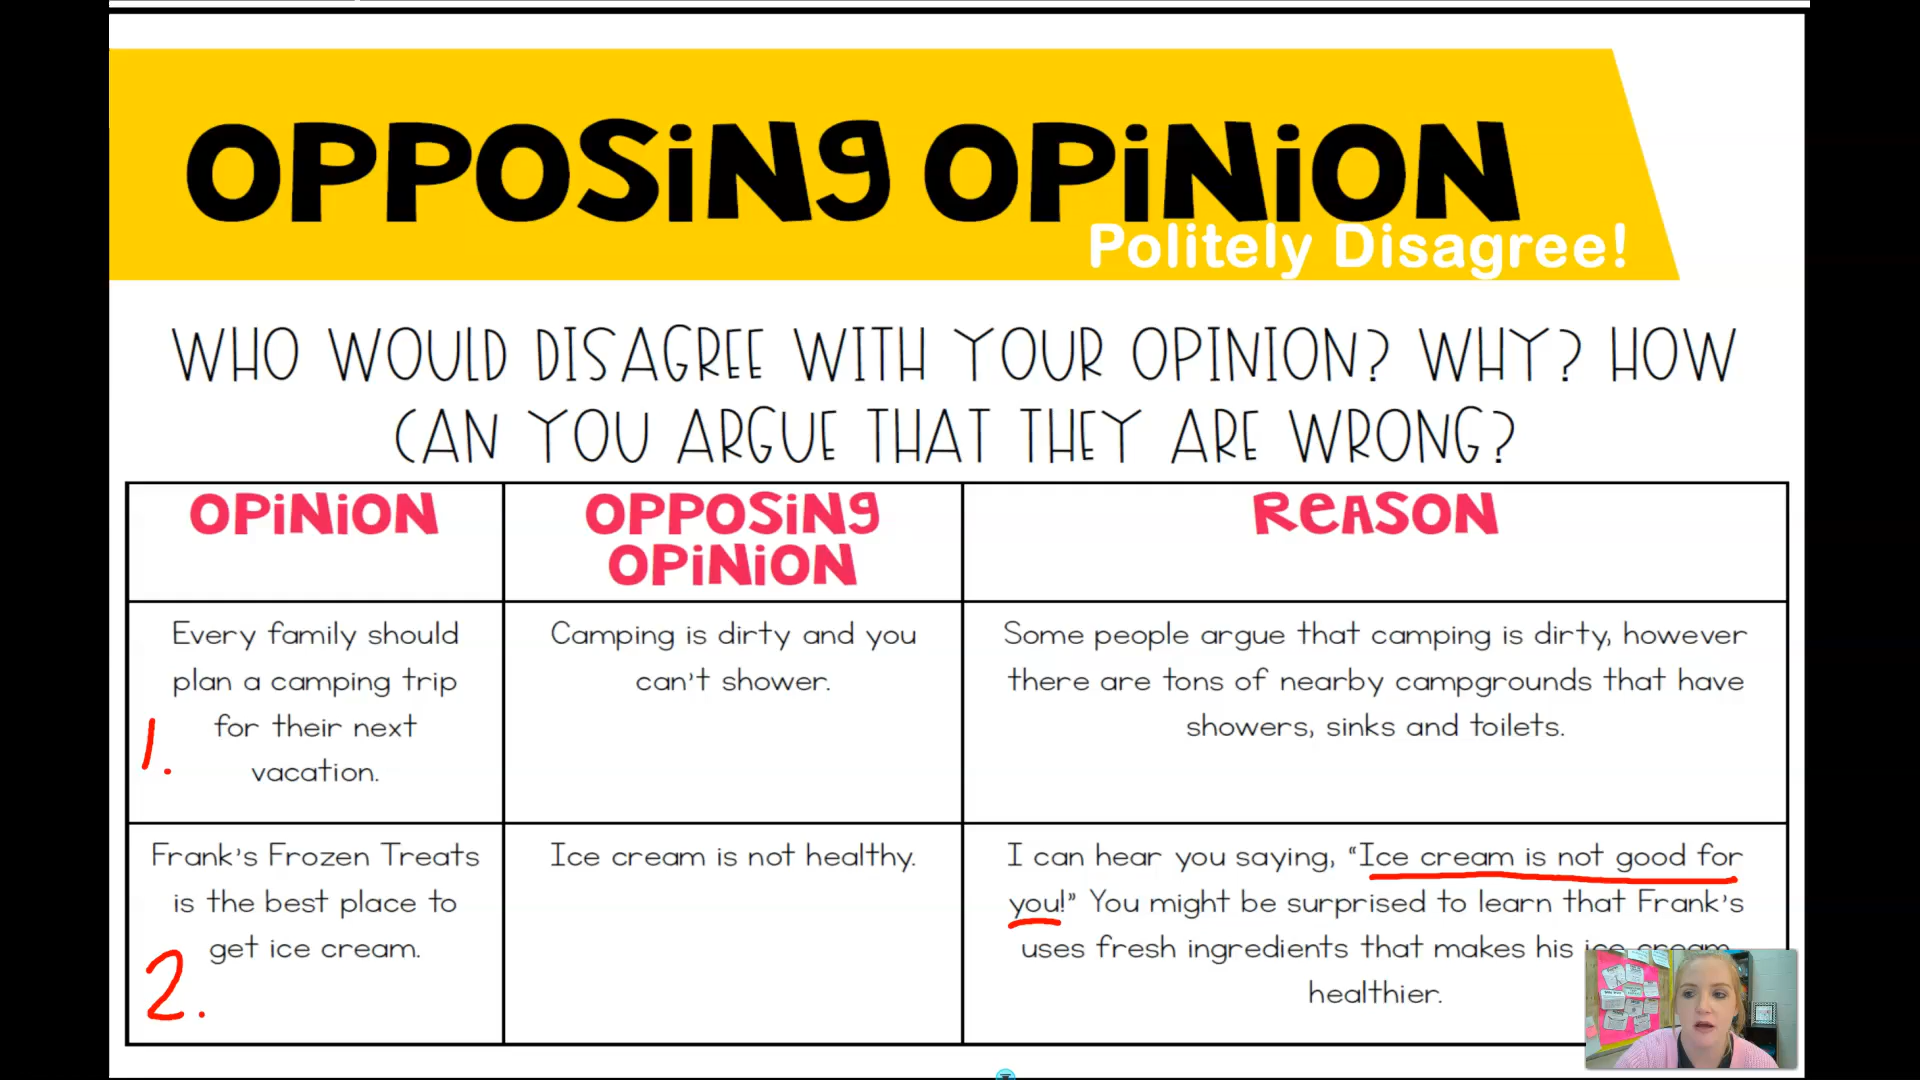 OPPOSING OPINION
Politely Disagree!
WHO WOULD DISAGREE WITH YOUR OPINION? WHY? HOW
CAN YOU ARGUE THAT THEY ARE WRONG?
OPINION
OPPOSING
OPINION
REASON
Every family should
plan a camping trip
for their next
vacation.
1.
Camping is dirty and you
can't shower.
Some people argue that camping is dirty, however
there are tons of nearby campgrounds that have
showers, sinks and toilets.
Frank's Frozen Treats
is the best place to
get ice cream.
2.
Ice cream is not healthy.
I can hear you saying, "Ice cream is not good for
you!" You might be surprised to learn that Frank's
uses fresh ingredients that makes his ice cream
healthier.